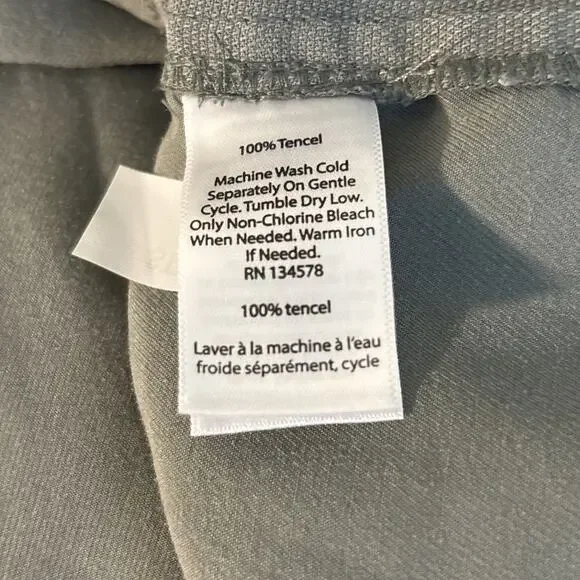 100% Tencel
Machine Wash Cold
Separately On Gentle
Cycle. Tumble Dry Low.
Only Non-Chlorine Bleach
When Needed. Warm Iron
If Needed.
RN 134578
100% tencel
Laver à la machine à l'eau
froide séparément, cycle